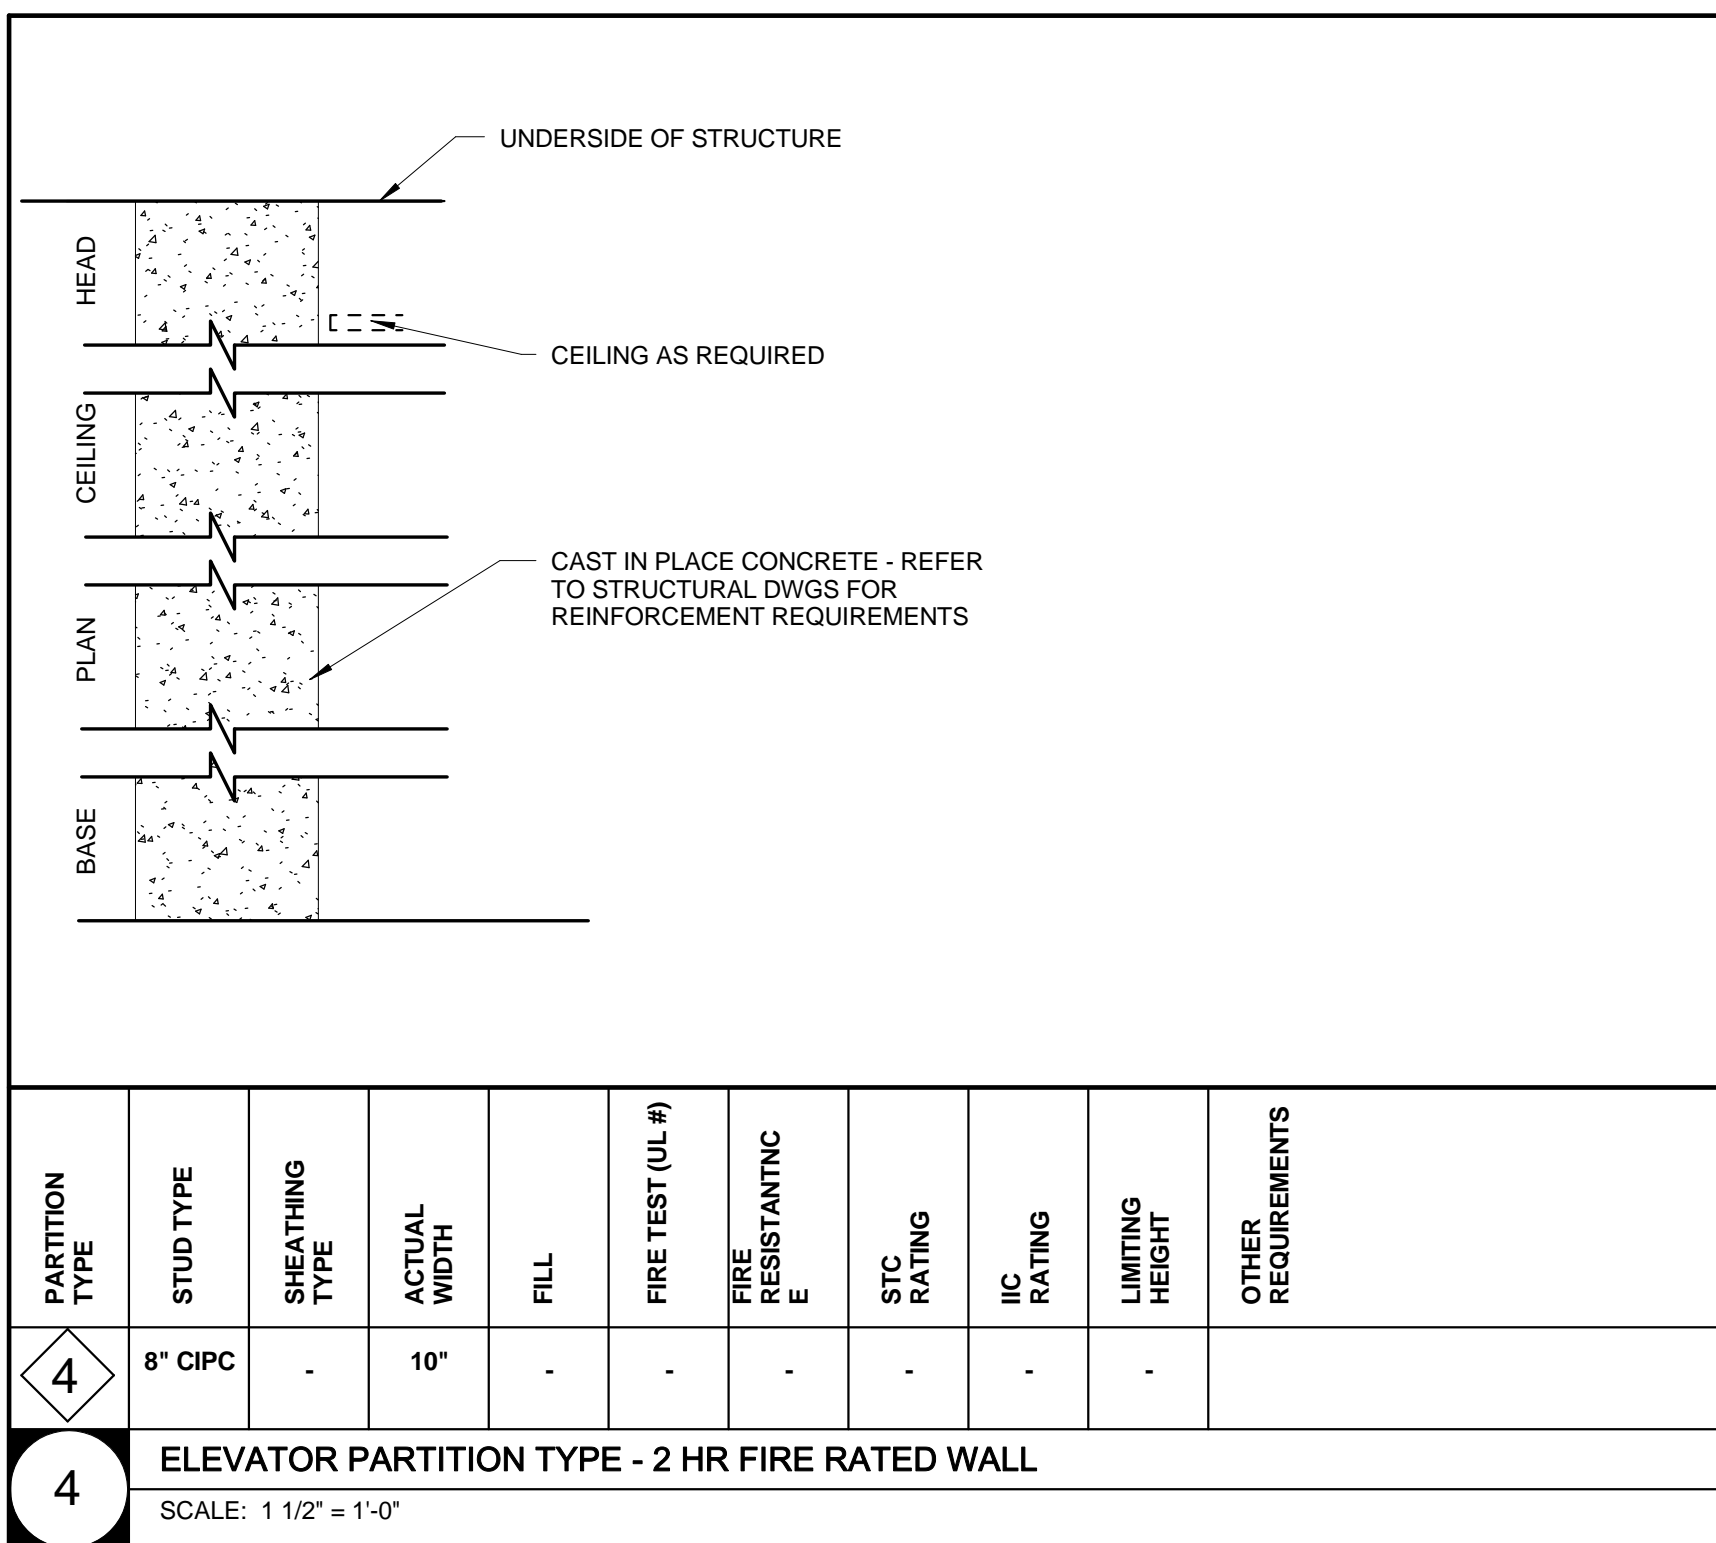 UNDERSIDE OF STRUCTURE
HEAD
CEILING AS REQUIRED
CEILING
CAST IN PLACE CONCRETE - REFER
TO STRUCTURAL DWGS FOR
REINFORCEMENT REQUIREMENTS
PLAN
BASE
PARTITION
TYPE
STUD TYPE
SHEATHING
TYPE
ACTUAL
WIDTH
FILL
FIRE TEST (UL #)
FIRE
RESISTANTNC
E
STC
RATING
IIC
RATING
LIMITING
HEIGHT
OTHER
REQUIREMENTS
4
8" CIPC
-
10"
-
-
-
-
-
-
4
ELEVATOR PARTITION TYPE - 2 HR FIRE RATED WALL
SCALE: 1 1/2" = 1'-0"